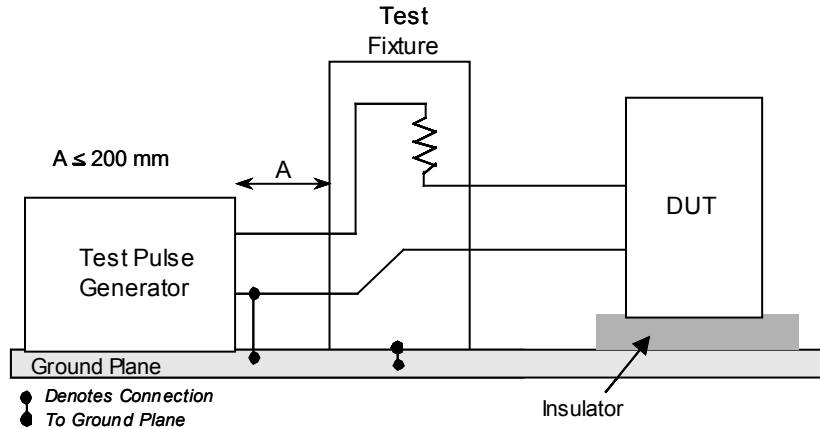 Test
Fixture
A ≤ 200 mm
A
Test Pulse
Generator
DUT
Ground Plane
Denotes Connection
To Ground Plane
Insulator